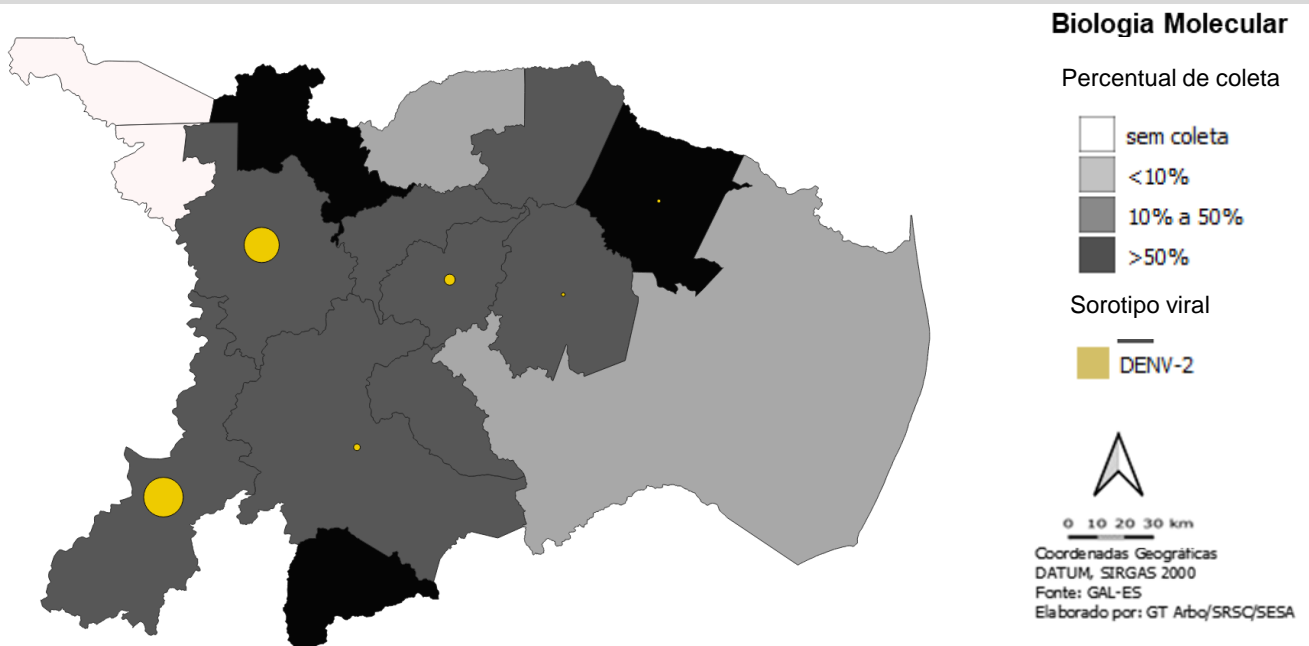 Biologia Molecular
Percentual de coleta
sem coleta
<10%
10% a 50%
>50%
Sorotipo viral
DENV-2
0 10 20 30 km
Coordenadas Geográficas
DATUM, SIRGAS 2000
Fonte: GAL-ES
Elaborado por: GT Arbo/SRSC/SESA